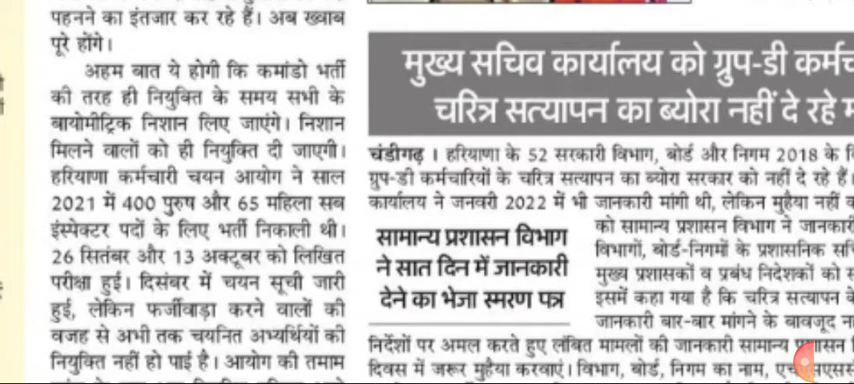 पहनने का इंतजार कर रहे हैं। अब ख्वाब
पूरे होंगे।
अहम बात ये होगी कि कमांडो भर्ती
की तरह ही नियुक्ति के समय सभी के
बायोमीट्रिक निशान लिए जाएंगे। निशान
मिलने वालों को ही नियुक्ति दी जाएगी।
हरियाणा कर्मचारी चयन आयोग ने साल
2021 में 400 पुरुष और 65 महिला सब
इंस्पेक्टर पदों के लिए भर्ती निकाली थी।
26 सितंबर और 13 अक्टूबर को लिखित
परीक्षा हुई। दिसंबर में चयन सूची जारी
हुई, लेकिन फर्जीवाड़ा करने वालों की
वजह से अभी तक चयनित अभ्यर्थियों की
नियुक्ति नहीं हो पाई है। आयोग की तमाम
मुख्य सचिव कार्यालय को ग्रुप-डी
चरित्र सत्यापन का ब्योरा नहीं दे रहे
चंडीगढ़। हरियाणा के 52 सरकारी विभाग, बोर्ड और निगम 2018 के
ग्रुप-डी कर्मचारियों के चरित्र सत्यापन का ब्योरा सरकार को नहीं दे रहे हैं।
कार्यालय ने जनवरी 2022 में भी जानकारी मांगी थी, लेकिन मुहैया नहीं
सामान्य प्रशासन विभाग
ने सात दिन में जानकारी
देने का भेजा स्मरण पत्र
को सामान्य प्रशासन विभाग ने जानकारी
विभागों, बोर्ड-निगमों के प्रशासनिक
मुख्य प्रशासकों व प्रबंध निदेशकों को
इसमें कहा गया है कि चरित्र सत्यापन
जानकारी बार-बार मांगने के बावजूद
निर्देशों पर अमल करते हुए लंबित मामलों की जानकारी सामान्य
दिवस में जरूर मुहैया करवाएं। विभाग, बोर्ड, निगम का नाम,